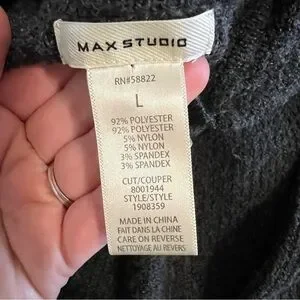 MAX STUDIO
RN#58822
L
92% POLYESTER
92% POLYESTER
5% NYLON
5% NYLON
3% SPANDEX
3% SPANDEX
CUT/COUPER
8001944
STYLE/STYLE
1908359
MADE IN CHINA
FAIT DANS LA CHINE
CARE ON REVERSE
NETTOYAGE AU REVERS